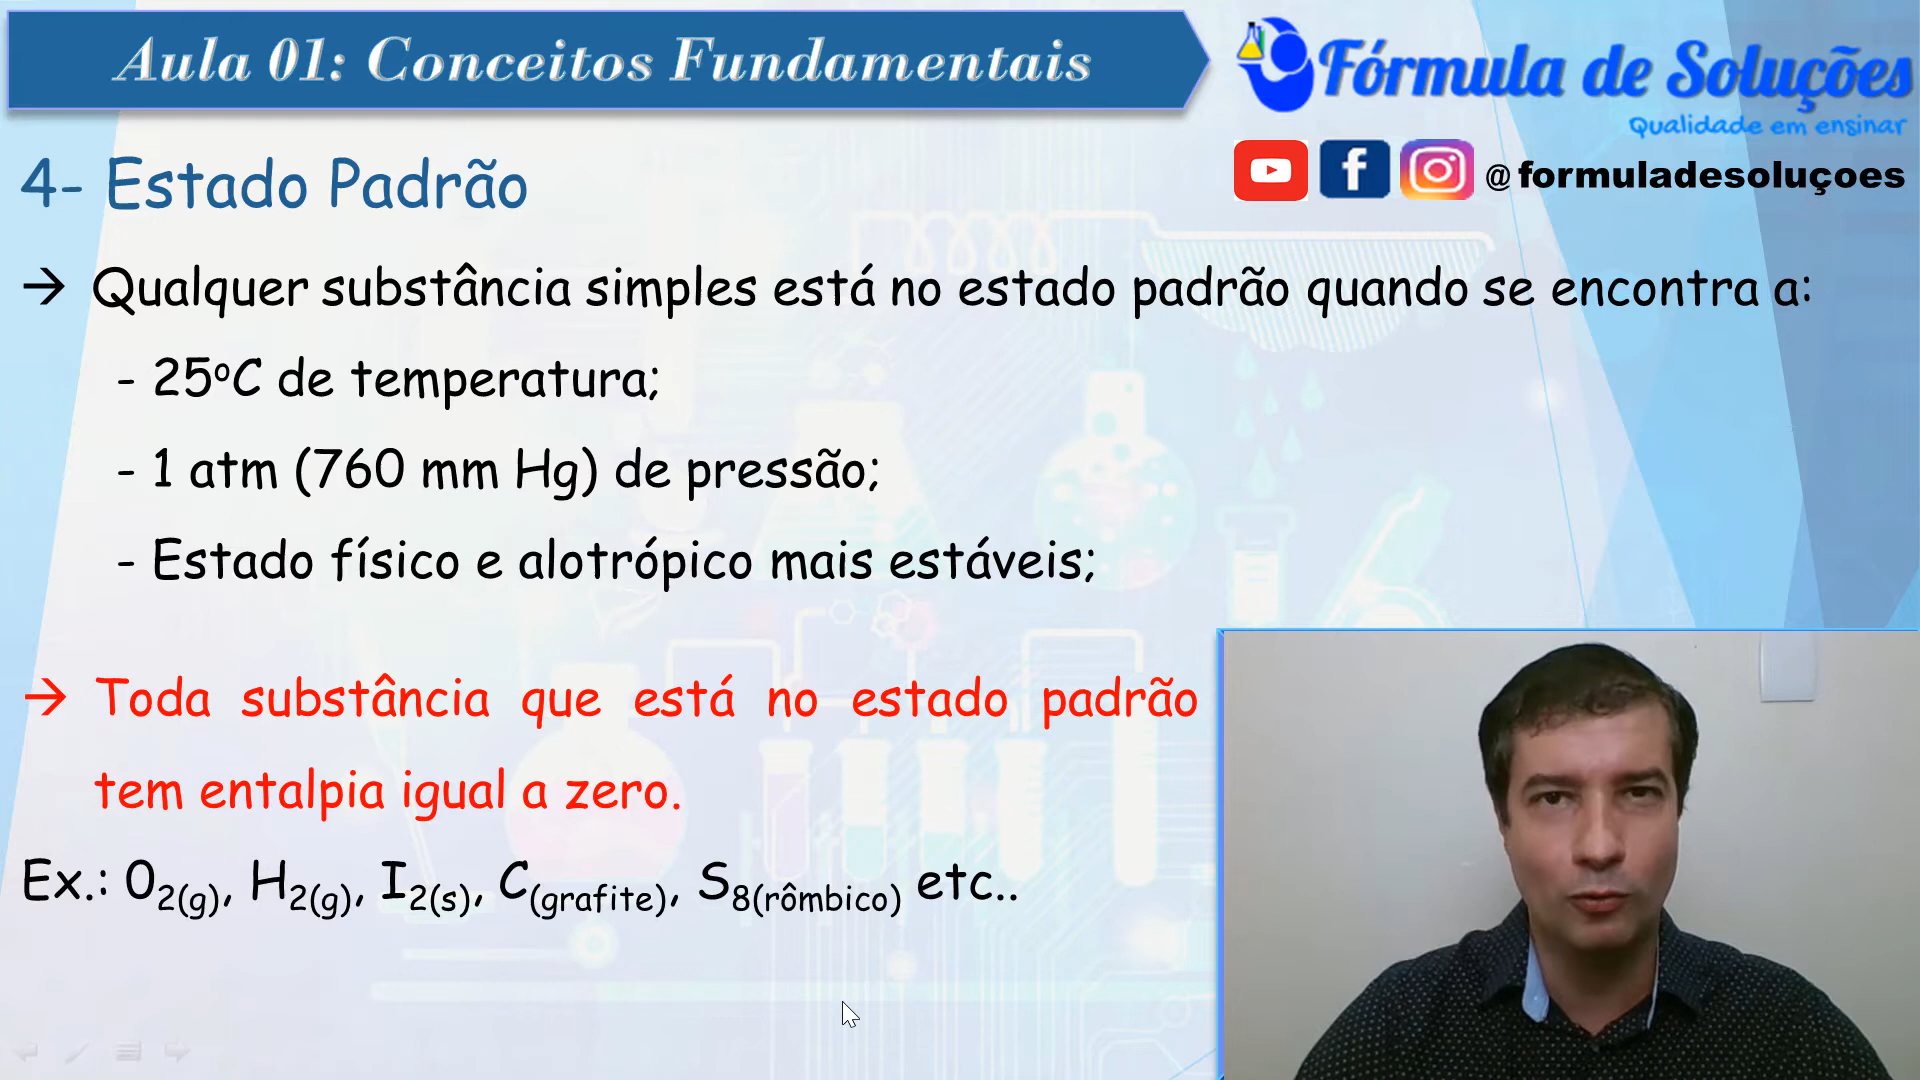 Aula 01: Conceitos Fundamentais
Fórmula de Soluções
Qualidade em ensinar
@formuladesoluçoes
4- Estado Padrão
→ Qualquer substância simples está no estado padrão quando se encontra a:
- 25ºC de temperatura;
- 1 atm (760 mm Hg) de pressão;
- Estado físico e alotrópico mais estáveis;
→ Toda substância que está no estado padrão
tem entalpia igual a zero.
Ex.: O₂(g), H₂(g), I₂(s), C(grafite), S₈(rômbico) etc..